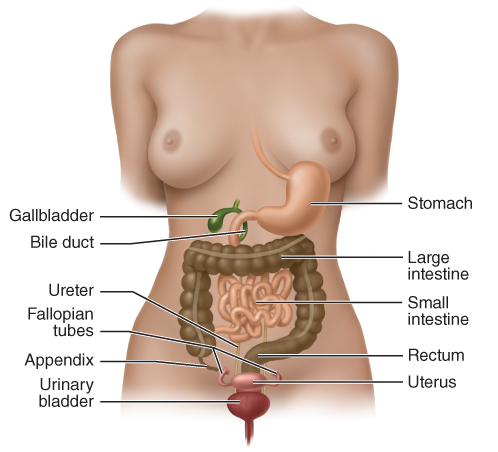 Gallbladder
Bile duct
Ureter
Fallopian
tubes
Appendix
Urinary
bladder
Stomach
Large
intestine
Small
intestine
Rectum
Uterus